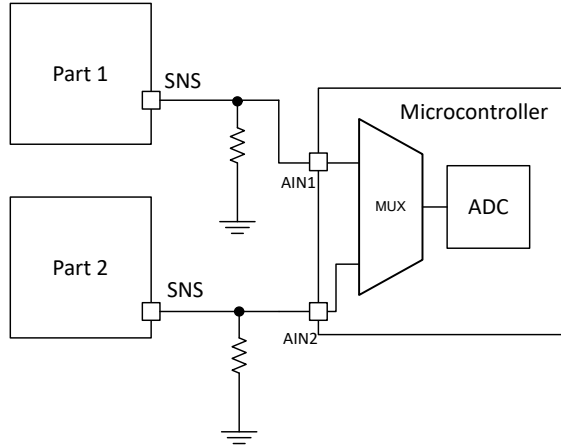 Part 1
SNS
Microcontroller
AIN1
MUX
ADC
Part 2
SNS
AIN2